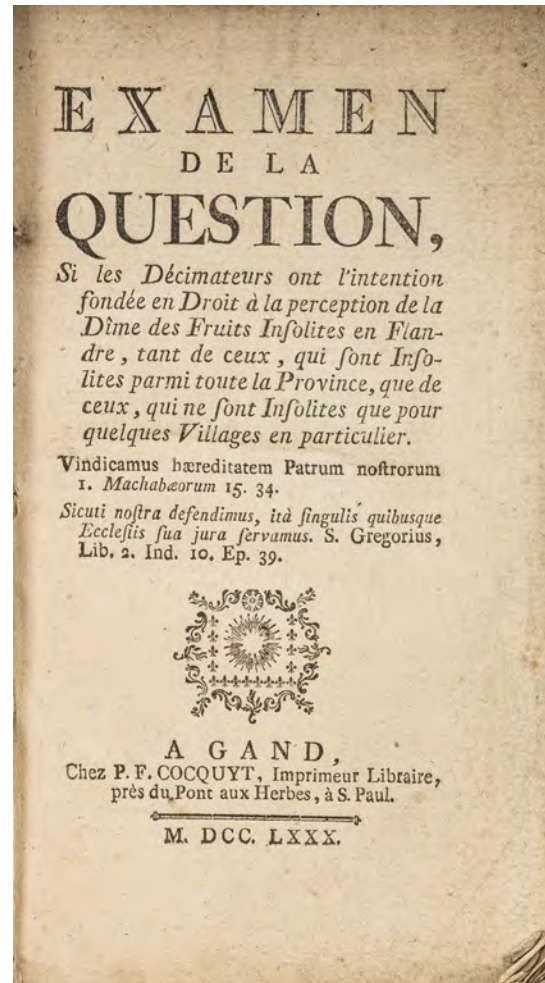 EXAMEN
DE LA
QUESTION,
Si les Décimateurs ont l'intention
fondée en Droit à la perception de la
Dîme des Fruits Inſolites en Flan-
dre, tant de ceux, qui ſont Inſo-
lites parmi toute la Province, que de
ceux, qui ne ſont Inſolites que pour
quelques Villages en particulier.
Vindicamus hæreditatem Patrum noſtrorum
1. Machabæorum 15. 34.
Sicuti noſtra defendimus, ità ſingulis quibusque
Eccleſiis ſua jura ſervamus. S. Gregorius,
Lib. 2. Ind. 10. Ep. 39.
A GAND,
Chez P. F. COCQUYT, Imprimeur Libraire,
près du Pont aux Herbes, à S. Paul.
M. DCC. LXXX.